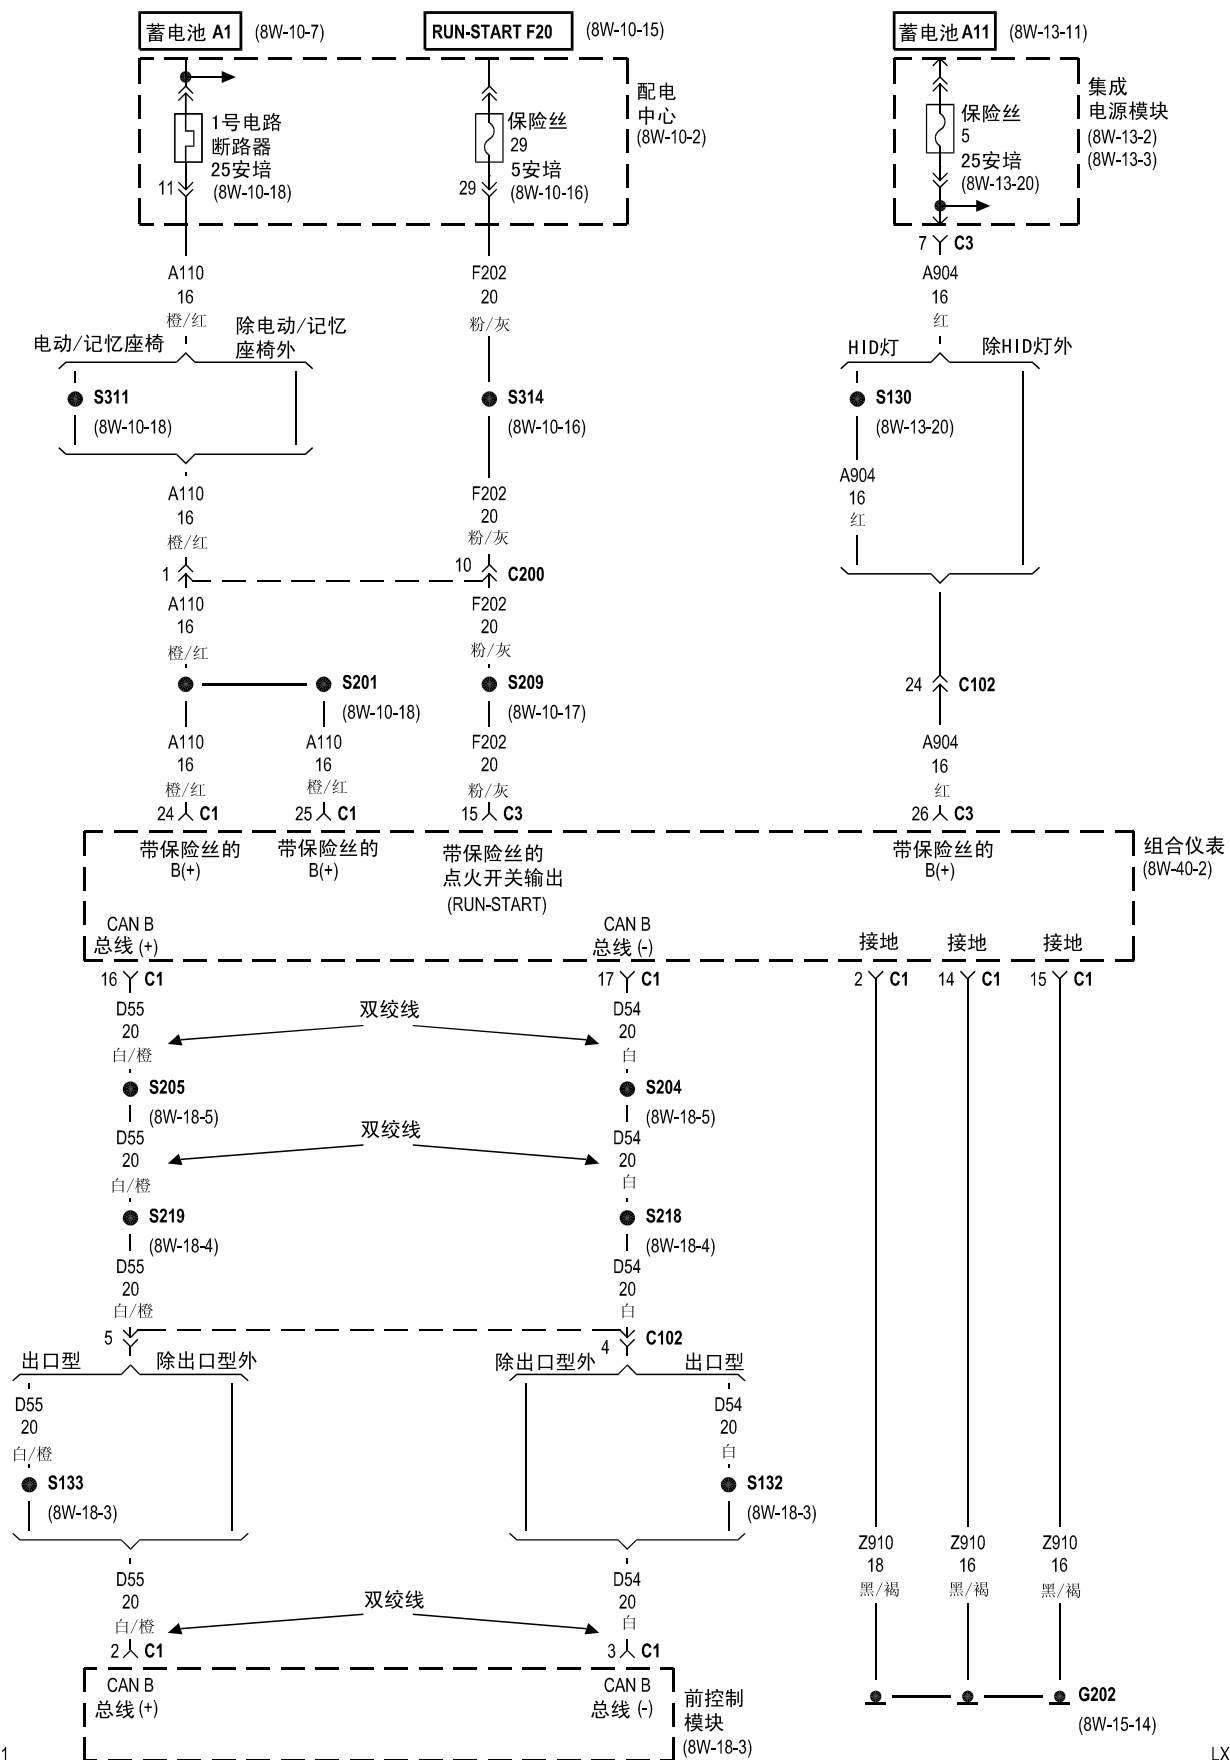 蓄电池 A1 (8W-10-7)
RUN-START F20 (8W-10-15)
蓄电池 A11 (8W-13-11)
1号电路
断路器
25安培
(8W-10-18)
11
保险丝
29
5安培
(8W-10-16)
29
配电
中心
(8W-10-2)
保险丝
5
25安培
(8W-13-20)
集成
电源模块
(8W-13-2)
(8W-13-3)
7 C3
A110
16
橙/红
F202
20
粉/灰
A904
16
红
电动/记忆座椅
除电动/记忆
座椅外
HID灯
除HID灯外
S311
(8W-10-18)
S314
(8W-10-16)
S130
(8W-13-20)
A904
16
红
A110
16
橙/红
F202
20
粉/灰
1
10
C200
A110
16
橙/红
F202
20
粉/灰
S201
(8W-10-18)
S209
(8W-10-17)
24 C102
A110
16
橙/红
A110
16
橙/红
F202
20
粉/灰
A904
16
红
24 C1
25 C1
15 C3
26 C3
带保险丝的
B(+)
带保险丝的
B(+)
带保险丝的
点火开关输出
(RUN-START)
带保险丝的
B(+)
组合仪表
(8W-40-2)
CAN B
总线 (+)
CAN B
总线 (-)
接地
接地
接地
16 C1
17 C1
2 C1
14 C1
15 C1
D55
20
白/橙
双绞线
D54
20
白
S205
(8W-18-5)
S204
(8W-18-5)
D55
20
白/橙
双绞线
D54
20
白
S219
(8W-18-4)
S218
(8W-18-4)
D55
20
白/橙
D54
20
白
5
4
C102
出口型
除出口型外
除出口型外
出口型
D55
20
白/橙
D54
20
白
S133
(8W-18-3)
S132
(8W-18-3)
D55
20
白/橙
双绞线
D54
20
白
Z910
18
黑/褐
Z910
16
黑/褐
Z910
16
黑/褐
2 C1
3 C1
CAN B
总线 (+)
CAN B
总线 (-)
前控制
模块
(8W-18-3)
G202
(8W-15-14)
1
LX